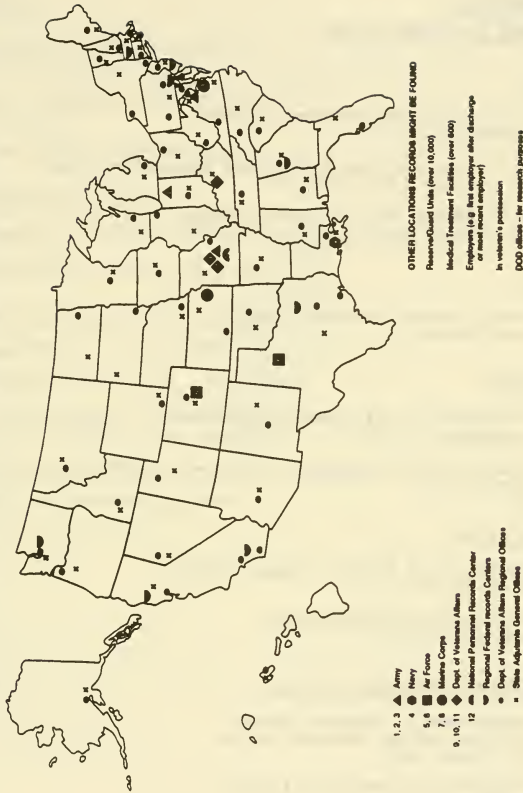 OTHER LOCATIONS RECORDS MIGHT BE FOUND
Reserve/Guard Units (over 10,000)
Medical Treatment Facilities (over 600)
Employers (e.g. first employer after discharge
or most recent employer)
In veteran's possession
DOD offices – for research purposes
1, 2, 3 Army
4 Navy
5, 6 Air Force
7, 8 Marine Corps
9, 10, 11 Dept. of Veterans Affairs
12 National Personnel Records Center
Regional Federal records Centers
Dept. of Veterans Affairs Regional Offices
State Adjutants General Offices